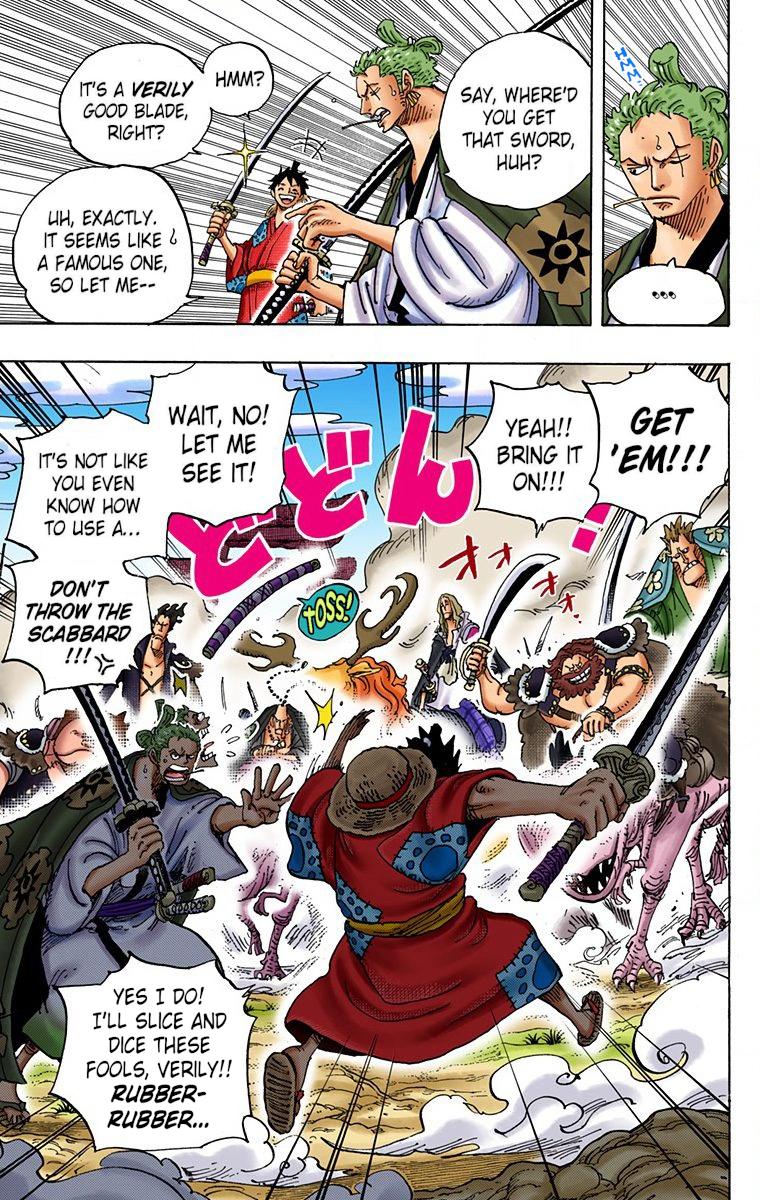 HMM...
SAY, WHERE'D
YOU GET
THAT SWORD,
HUH?
HMM?
IT'S A VERILY
GOOD BLADE,
RIGHT?
UH, EXACTLY.
IT SEEMS LIKE
A FAMOUS ONE,
SO LET ME--
GET
'EM!!!
YEAH!!
BRING IT
ON!!!
どどん
オオオオ...
WAIT, NO!
LET ME
SEE IT!
IT'S NOT LIKE
YOU EVEN
KNOW HOW
TO USE A...
TOSS!
DON'T
THROW THE
SCABBARD
!!!
YES I DO!
I'LL SLICE AND
DICE THESE
FOOLS, VERILY!!
RUBBER-
RUBBER...